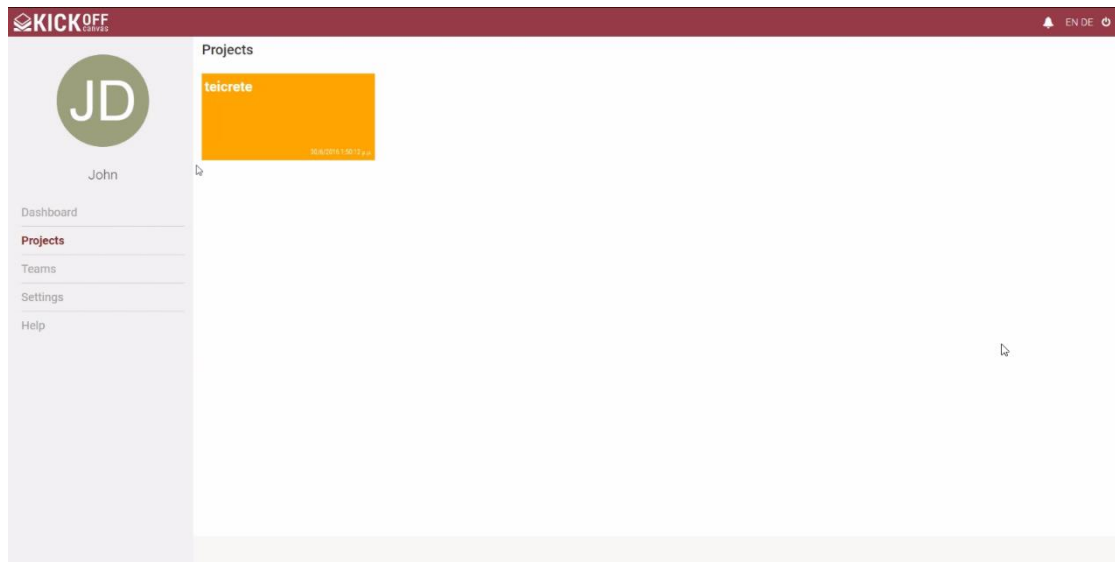 KICKOFF
canvas
EN DE
JD
John
Dashboard
Projects
Teams
Settings
Help
Projects
teicrete